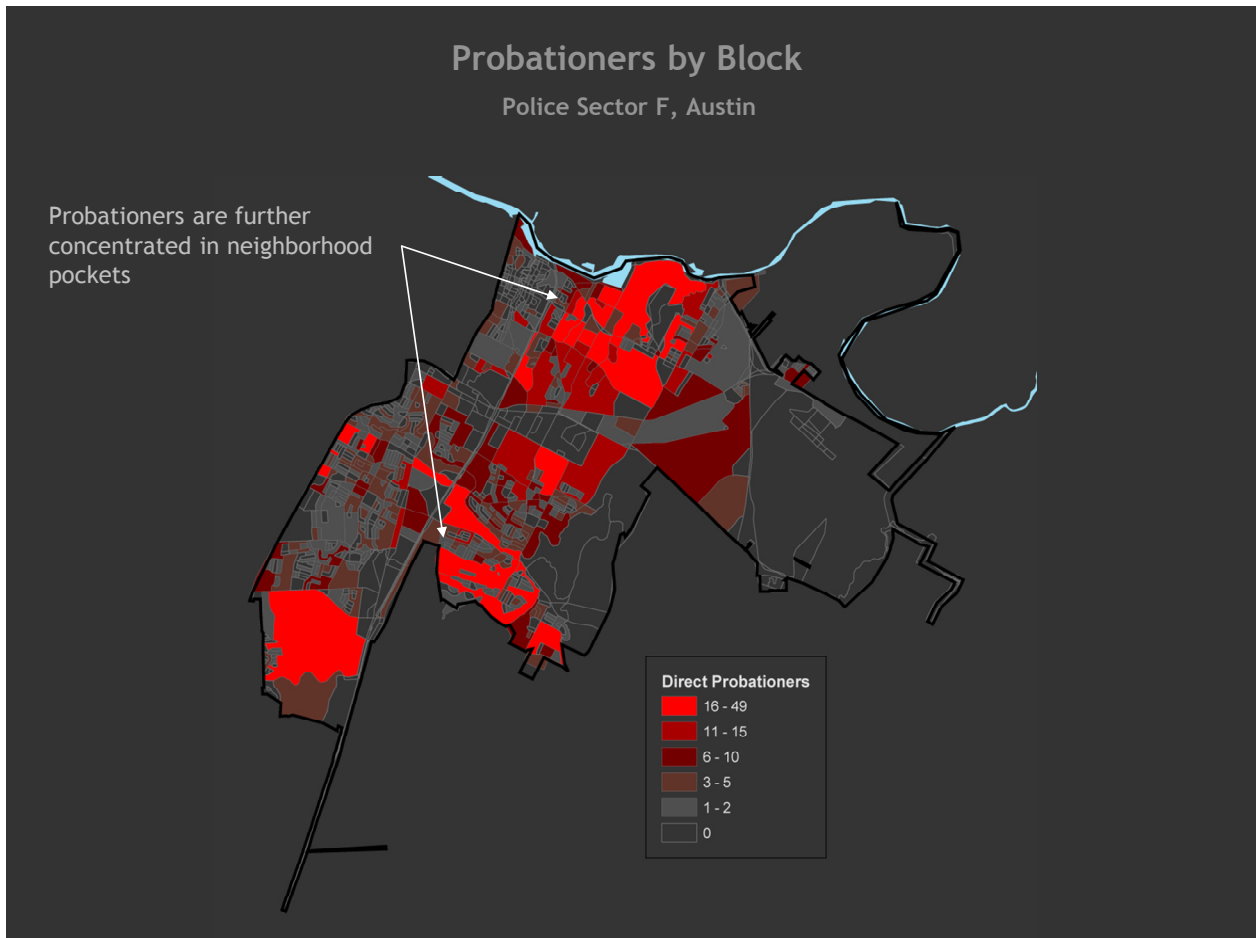 Probationers by Block
Police Sector F, Austin
Probationers are further
concentrated in neighborhood
pockets
Direct Probationers
16 - 49
11 - 15
6 - 10
3 - 5
1 - 2
0